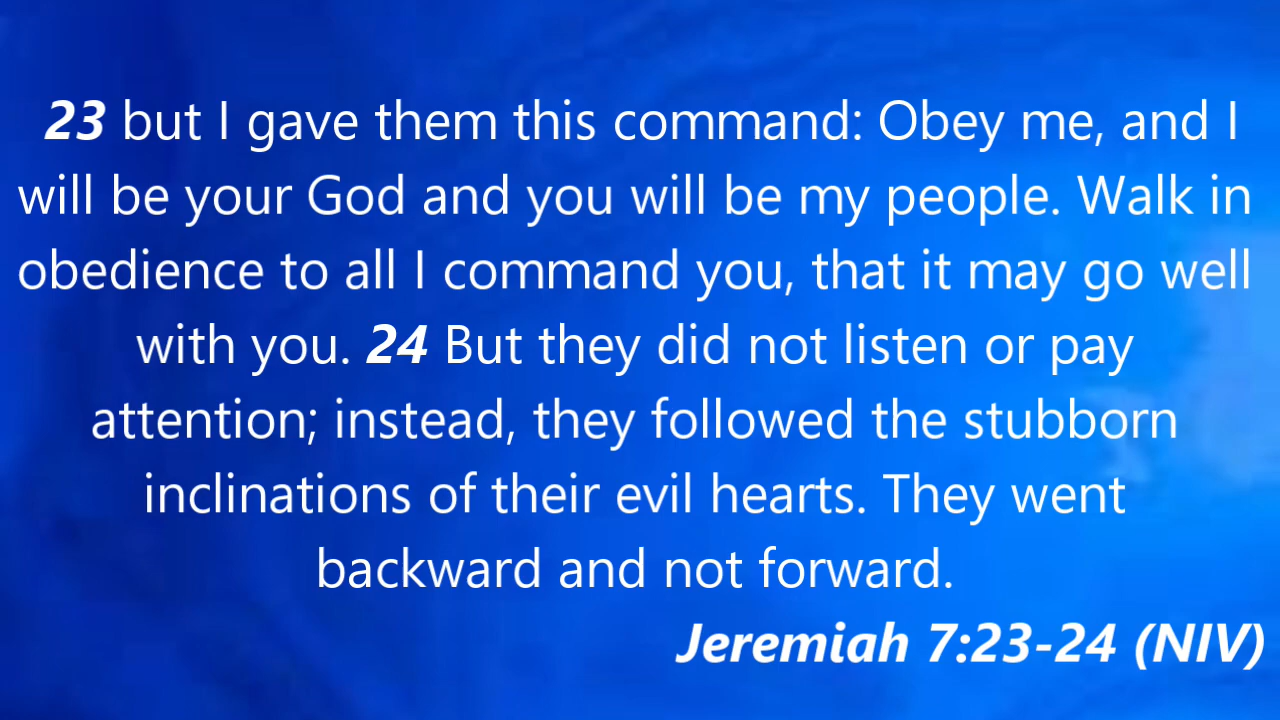 23 but I gave them this command: Obey me, and I
will be your God and you will be my people. Walk in
obedience to all I command you, that it may go well
with you. 24 But they did not listen or pay
attention; instead, they followed the stubborn
inclinations of their evil hearts. They went
backward and not forward.
Jeremiah 7:23-24 (NIV)